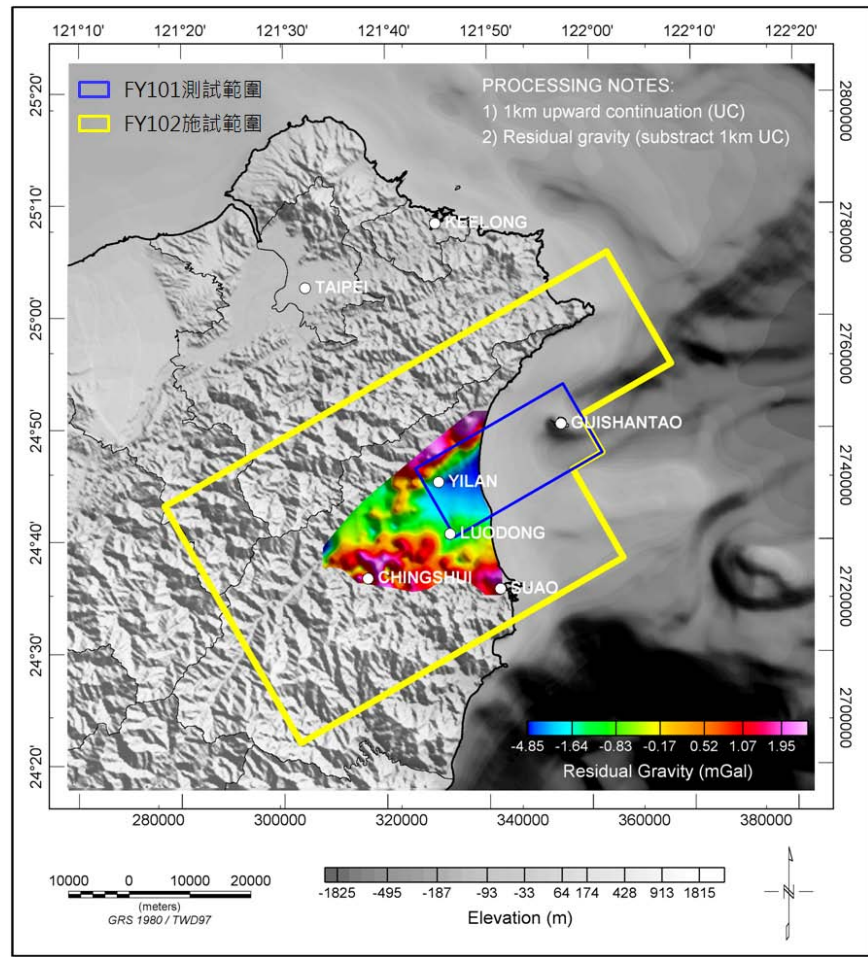 121°10' 121°20' 121°30' 121°40' 121°50' 122°00' 122°10' 122°20'
FY101測試範圍
FY102施試範圍
PROCESSING NOTES:
1) 1km upward continuation (UC)
2) Residual gravity (substract 1km UC)
25°20'
25°10'
25°00'
24°50'
24°40'
24°30'
24°20'
2800000
2780000
2760000
2740000
2720000
2700000
KEELONG
TAIPEI
GUISHANTAO
YILAN
LUODONG
CHINGSHUI
SUAO
-4.85 -1.64 -0.83 -0.17 0.52 1.07 1.95
Residual Gravity (mGal)
280000 300000 320000 340000 360000 380000
10000 0 10000 20000
(meters)
GRS 1980 / TWD97
-1825 -495 -187 -93 -33 64 174 428 913 1815
Elevation (m)
N